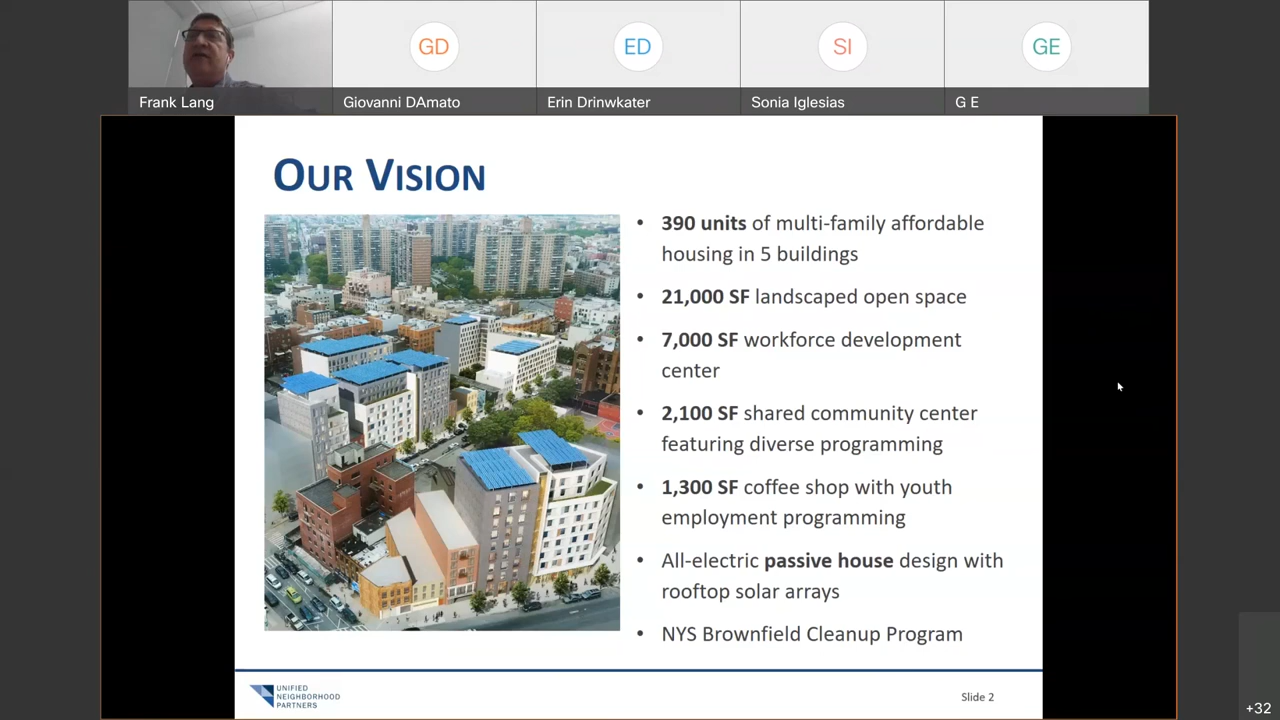 GD
ED
SI
GE
Frank Lang
Giovanni DAmato
Erin Drinwkater
Sonia Iglesias
G E
OUR VISION
• 390 units of multi-family affordable
housing in 5 buildings
• 21,000 SF landscaped open space
• 7,000 SF workforce development
center
• 2,100 SF shared community center
featuring diverse programming
• 1,300 SF coffee shop with youth
employment programming
• All-electric passive house design with
rooftop solar arrays
• NYS Brownfield Cleanup Program
UNIFIED
NEIGHBORHOOD
PARTNERS
Slide 2
+32